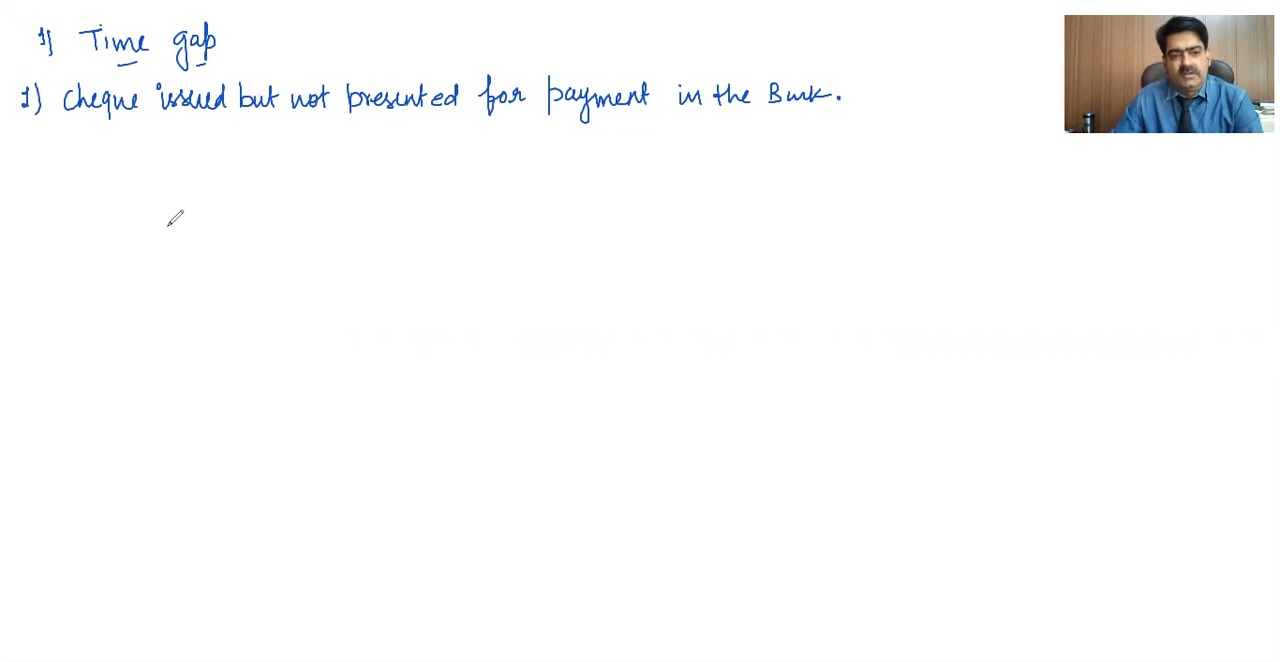 1) Time gap
1) Cheque issued but not presented for payment in the Bank.